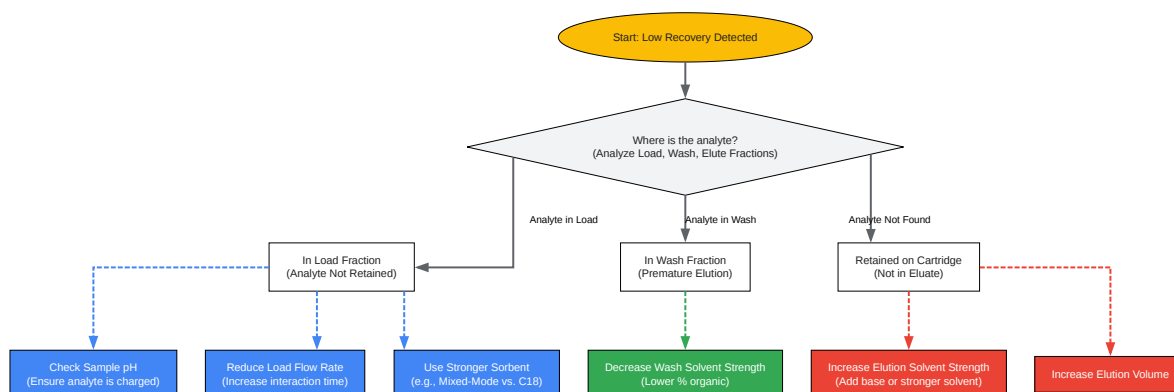 Start: Low Recovery Detected
Where is the analyte?
(Analyze Load, Wash, Elute Fractions)
Analyte in Load
Analyte in Wash
Analyte Not Found
In Load Fraction
(Analyte Not Retained)
In Wash Fraction
(Premature Elution)
Retained on Cartridge
(Not in Eluate)
Check Sample pH
(Ensure analyte is charged)
Reduce Load Flow Rate
(Increase interaction time)
Use Stronger Sorbent
(e.g., Mixed-Mode vs. C18)
Decrease Wash Solvent Strength
(Lower % organic)
Increase Elution Solvent Strength
(Add base or stronger solvent)
Increase Elution Volume